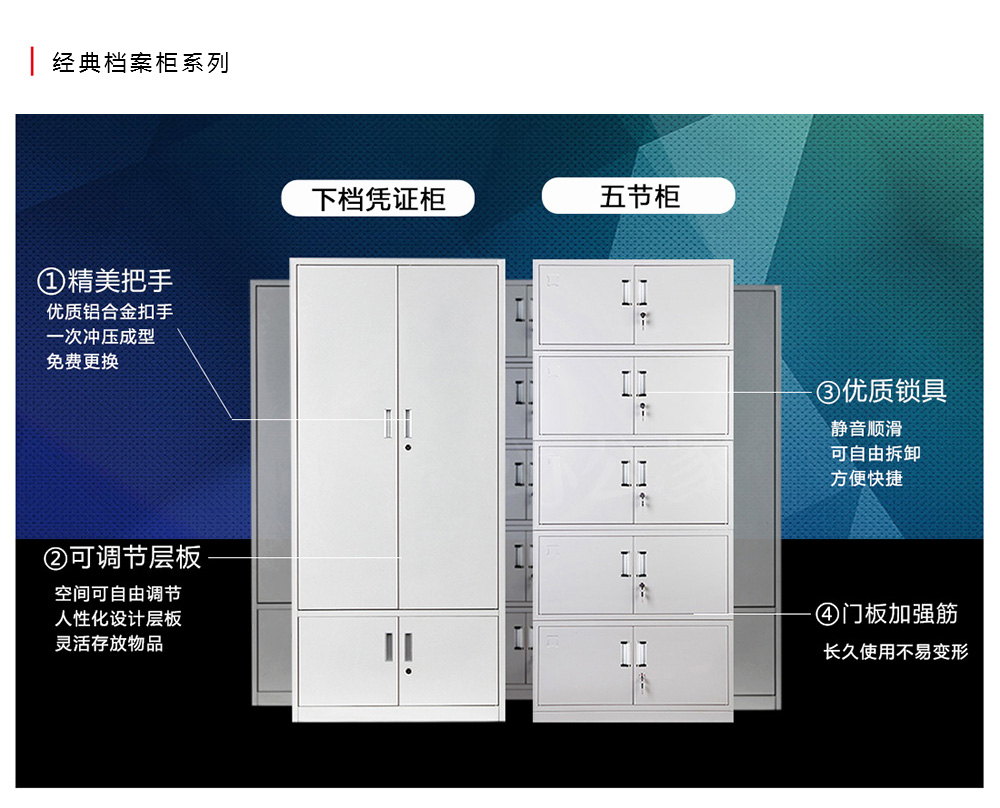 经典档案柜系列
下档凭证柜
五节柜
①精美把手
优质铝合金扣手
一次冲压成型
免费更换
③优质锁具
静音顺滑
可自由拆卸
方便快捷
②可调节层板
空间可自由调节
人性化设计层板
灵活存放物品
④门板加强筋
长久使用不易变形